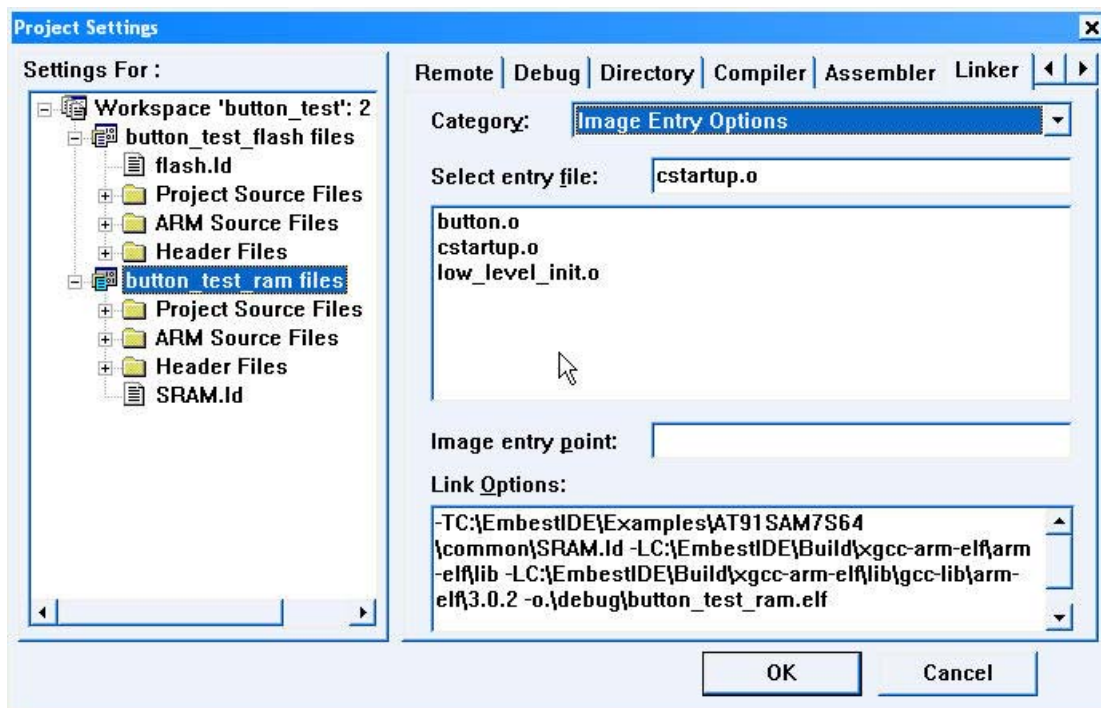 Project Settings
Settings For :
Workspace 'button_test': 2
button_test_flash files
flash.ld
Project Source Files
ARM Source Files
Header Files
button_test_ram files
Project Source Files
ARM Source Files
Header Files
SRAM.ld
Remote Debug Directory Compiler Assembler Linker
Category: Image Entry Options
Select entry file: cstartup.o
button.o
cstartup.o
low_level_init.o
Image entry point:
Link Options:
-TC:\EmbestIDE\Examples\AT91SAM7S64
\common\SRAM.ld -LC:\EmbestIDE\Build\xgcc-arm-elf\arm
-elf\lib -LC:\EmbestIDE\Build\xgcc-arm-elf\lib\gcc-lib\arm-
elf\3.0.2 -o.\debug\button_test_ram.elf
OK
Cancel